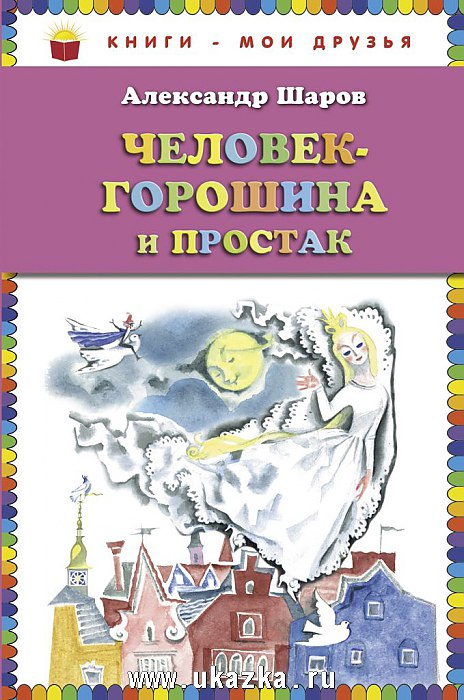 КНИГИ - МОИ ДРУЗЬЯ
Александр Шаров
ЧЕЛОВЕК-
ГОРОШИНА
И ПРОСТАК
www.ukazka.ru